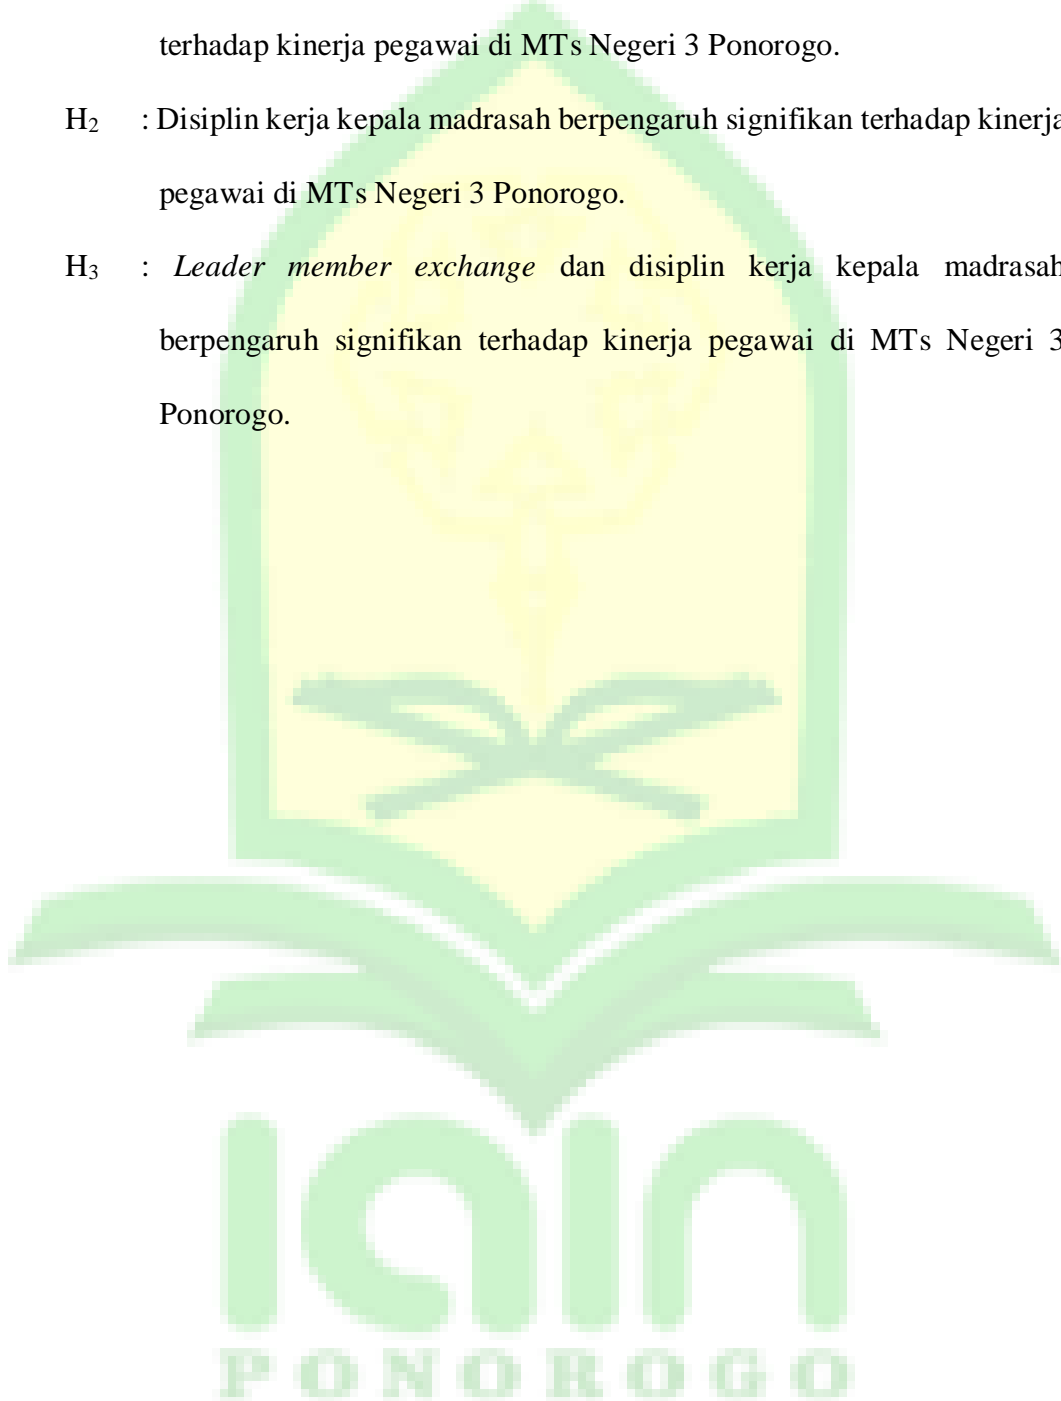 terhadap kinerja pegawai di MTs Negeri 3 Ponorogo.
H₂ : Disiplin kerja kepala madrasah berpengaruh signifikan terhadap kinerja
pegawai di MTs Negeri 3 Ponorogo.
H₃ : Leader member exchange dan disiplin kerja kepala madrasah
berpengaruh signifikan terhadap kinerja pegawai di MTs Negeri 3
Ponorogo.
iain
PONOROGO